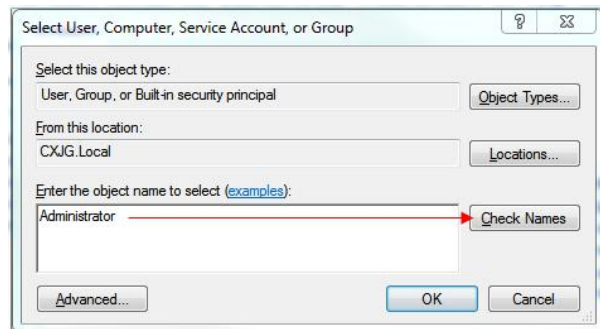 Select User, Computer, Service Account, or Group
Select this object type:
User, Group, or Built-in security principal
Object Types...
From this location:
CXJG.Local
Locations...
Enter the object name to select (examples):
Administrator
Check Names
Advanced...
OK
Cancel